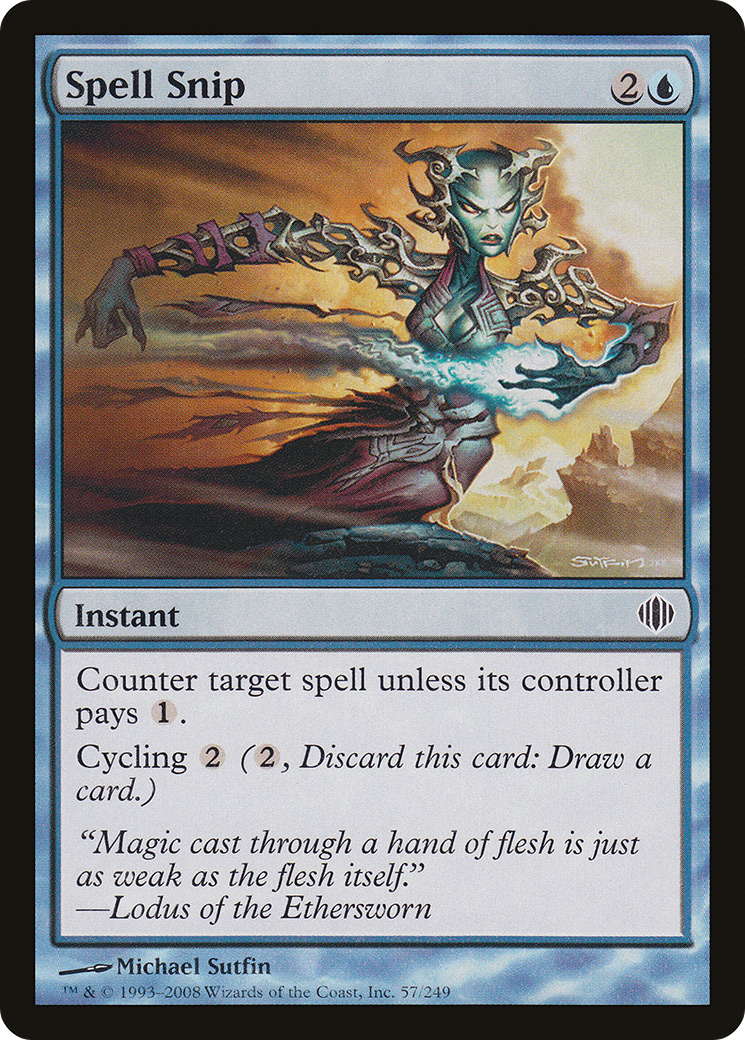 Spell Snip
2
SUTFIN 2K8
Instant
Counter target spell unless its controller
pays 1.
Cycling 2 (2, Discard this card: Draw a
card.)
“Magic cast through a hand of flesh is just
as weak as the flesh itself.”
—Lodus of the Ethersworn
Michael Sutfin
™ & © 1993–2008 Wizards of the Coast, Inc. 57/249